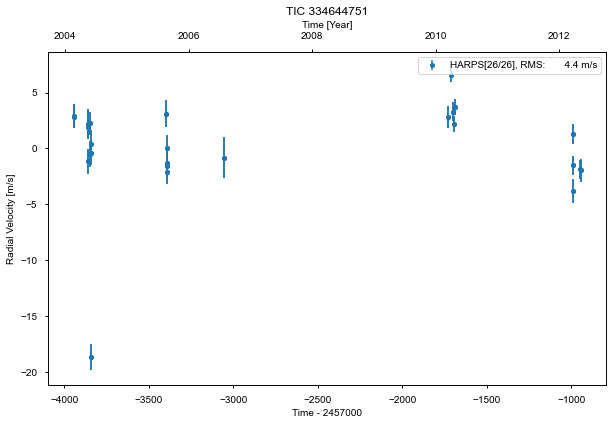 TIC 334644751
Time [Year]
2004 2006 2008 2010 2012
HARPS[26/26], RMS: 4.4 m/s
5
0
−5
−10
−15
−20
Radial Velocity [m/s]
−4000 −3500 −3000 −2500 −2000 −1500 −1000
Time - 2457000